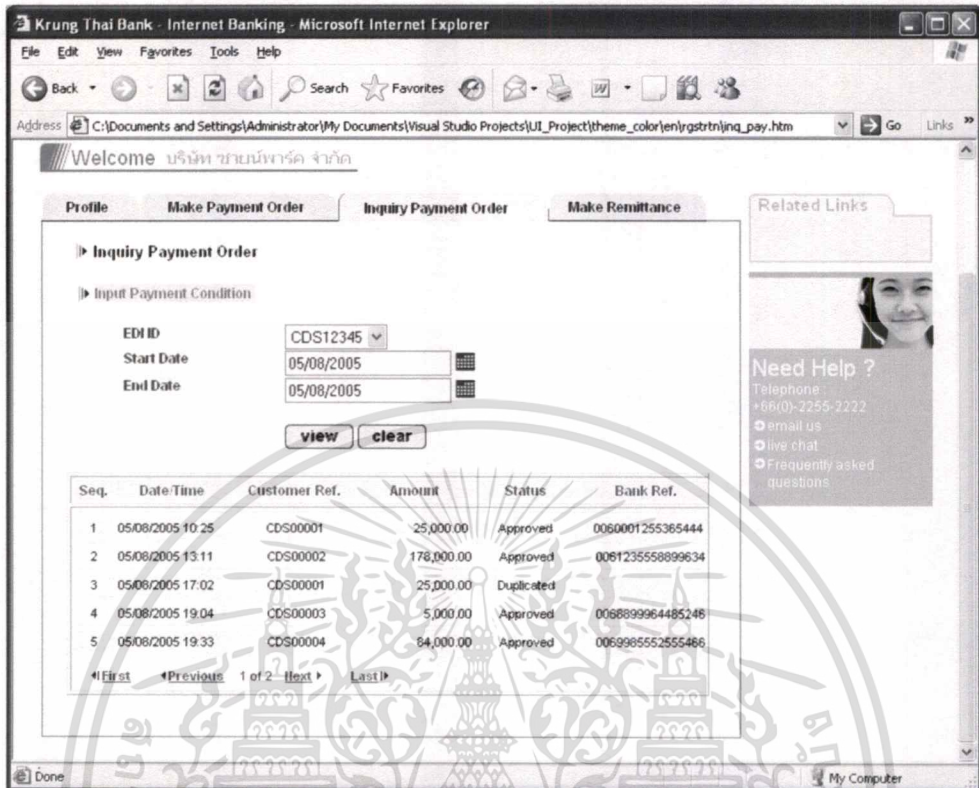 Krung Thai Bank - Internet Banking - Microsoft Internet Explorer
File Edit View Favorites Tools Help
Back Search Favorites
Address C:\Documents and Settings\Administrator\My Documents\Visual Studio Projects\UI_Project\theme_color\en\rgstrtn\inq_pay.htm Go Links »
Welcome บริษัท ชายน์พาร์ค จำกัด
Profile Make Payment Order Inquiry Payment Order Make Remittance
Related Links
Inquiry Payment Order
Input Payment Condition
EDI ID CDS12345
Start Date 05/08/2005
End Date 05/08/2005
view clear
Need Help ?
Telephone :
+66(0)-2255-2222
email us
live chat
Frequently asked
questions
Seq. Date/Time Customer Ref. Amount Status Bank Ref.
1 05/08/2005 10:25 CDS00001 25,000.00 Approved 0060001255365444
2 05/08/2005 13:11 CDS00002 178,000.00 Approved 0061235558899634
3 05/08/2005 17:02 CDS00001 25,000.00 Duplicated
4 05/08/2005 19:04 CDS00003 5,000.00 Approved 0068899964485246
5 05/08/2005 19:33 CDS00004 84,000.00 Approved 0069985552555466
First Previous 1 of 2 Next Last
Done My Computer